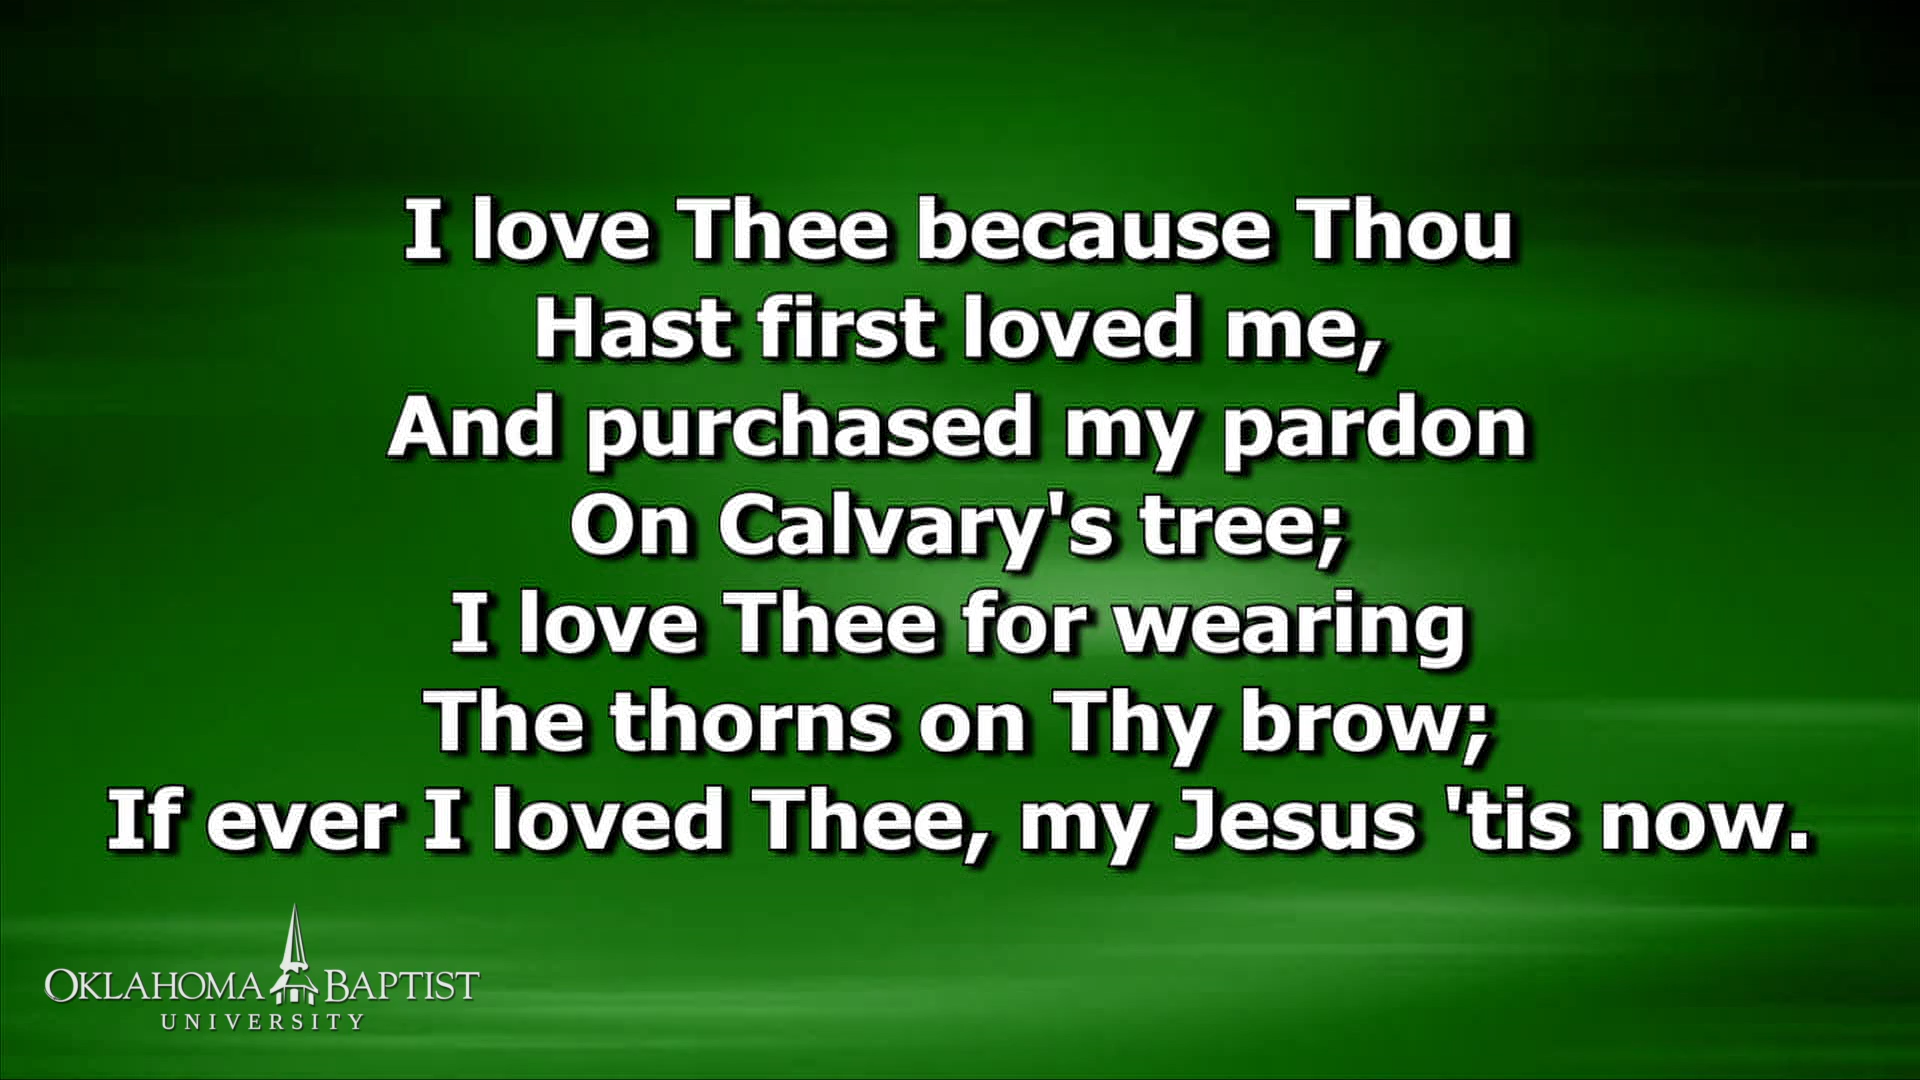 I love Thee because Thou
Hast first loved me,
And purchased my pardon
On Calvary's tree;
I love Thee for wearing
The thorns on Thy brow;
If ever I loved Thee, my Jesus 'tis now.
OKLAHOMA BAPTIST
UNIVERSITY